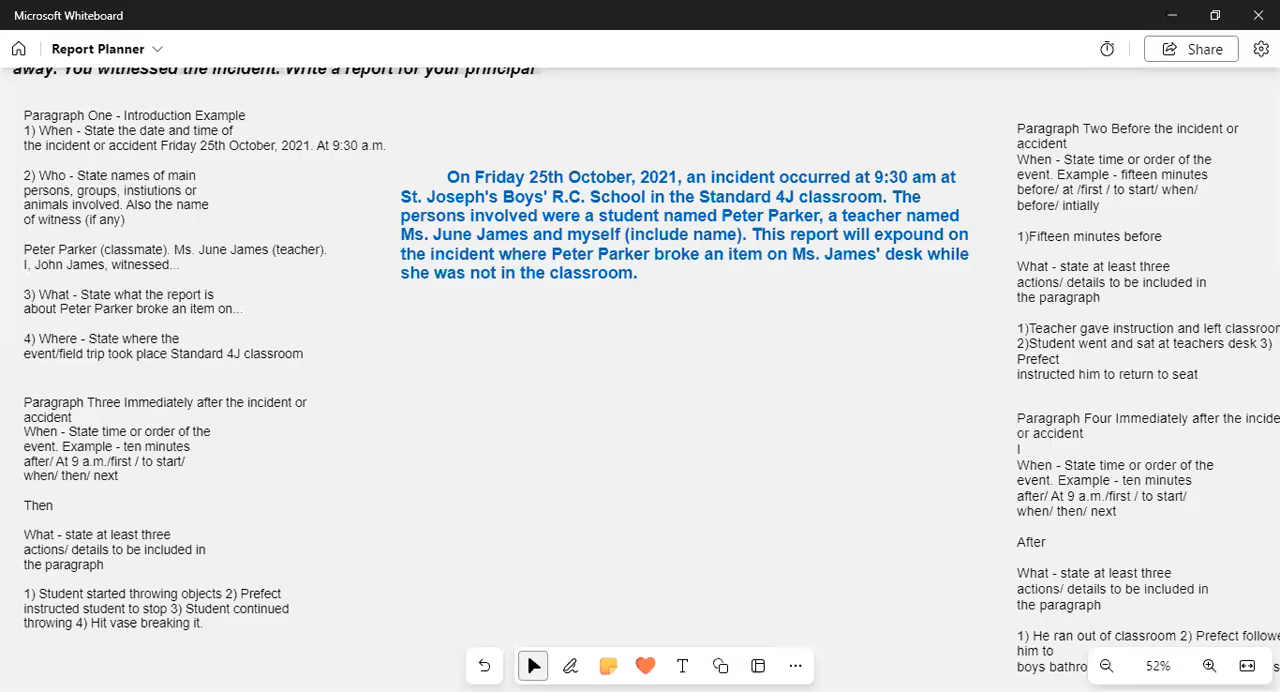 Microsoft Whiteboard
Report Planner
Share
away. You witnessed the incident. Write a report for your principal
Paragraph One - Introduction Example
1) When - State the date and time of
the incident or accident Friday 25th October, 2021. At 9:30 a.m.
2) Who - State names of main
persons, groups, instiutions or
animals involved. Also the name
of witness (if any)
Peter Parker (classmate). Ms. June James (teacher).
I, John James, witnessed...
3) What - State what the report is
about Peter Parker broke an item on...
4) Where - State where the
event/field trip took place Standard 4J classroom
On Friday 25th October, 2021, an incident occurred at 9:30 am at
St. Joseph's Boys' R.C. School in the Standard 4J classroom. The
persons involved were a student named Peter Parker, a teacher named
Ms. June James and myself (include name). This report will expound on
the incident where Peter Parker broke an item on Ms. James' desk while
she was not in the classroom.
Paragraph Two Before the incident or
accident
When - State time or order of the
event. Example - fifteen minutes
before/ at /first / to start/ when/
before/ intially
1)Fifteen minutes before
What - state at least three
actions/ details to be included in
the paragraph
1)Teacher gave instruction and left classroom
2)Student went and sat at teachers desk 3)
Prefect
instructed him to return to seat
Paragraph Three Immediately after the incident or
accident
When - State time or order of the
event. Example - ten minutes
after/ At 9 a.m./first / to start/
when/ then/ next
Then
What - state at least three
actions/ details to be included in
the paragraph
1) Student started throwing objects 2) Prefect
instructed student to stop 3) Student continued
throwing 4) Hit vase breaking it.
Paragraph Four Immediately after the incide
or accident
I
When - State time or order of the
event. Example - ten minutes
after/ At 9 a.m./first / to start/
when/ then/ next
After
What - state at least three
actions/ details to be included in
the paragraph
1) He ran out of classroom 2) Prefect followe
him to
boys bathro
52%